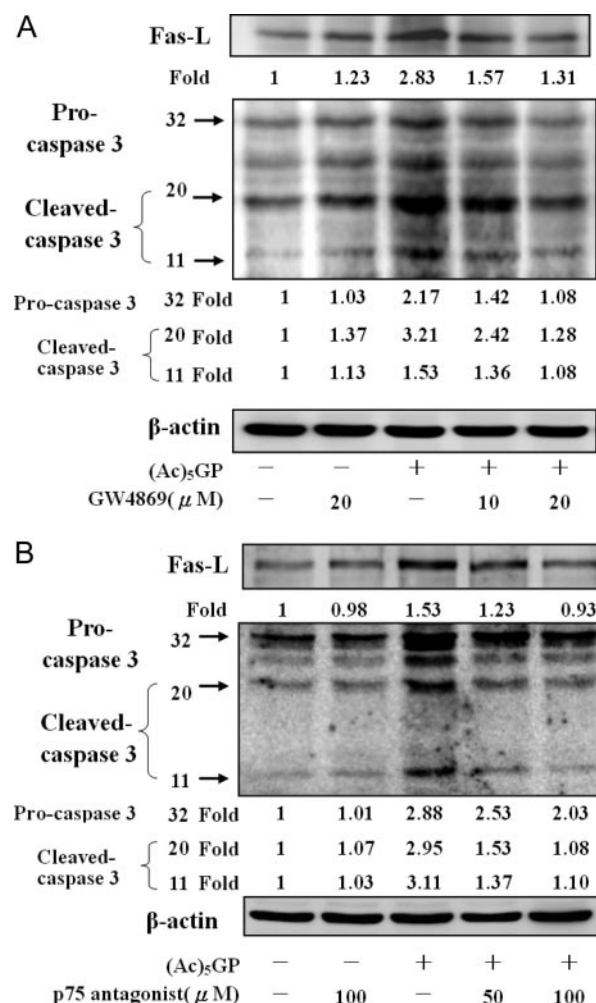 A
Fas-L
Fold 1 1.23 2.83 1.57 1.31
Pro-
caspase 3
32
20
Cleaved-
caspase 3
11
Pro-caspase 3 32 Fold 1 1.03 2.17 1.42 1.08
Cleaved-
caspase 3
20 Fold 1 1.37 3.21 2.42 1.28
11 Fold 1 1.13 1.53 1.36 1.08
β-actin
(Ac)₅GP − − + + +
GW4869(μM) − 20 − 10 20
B
Fas-L
Fold 1 0.98 1.53 1.23 0.93
Pro-
caspase 3
32
20
Cleaved-
caspase 3
11
Pro-caspase 3 32 Fold 1 1.01 2.88 2.53 2.03
Cleaved-
caspase 3
20 Fold 1 1.07 2.95 1.53 1.08
11 Fold 1 1.03 3.11 1.37 1.10
β-actin
(Ac)₅GP − − + + +
p75 antagonist(μM) − 100 − 50 100